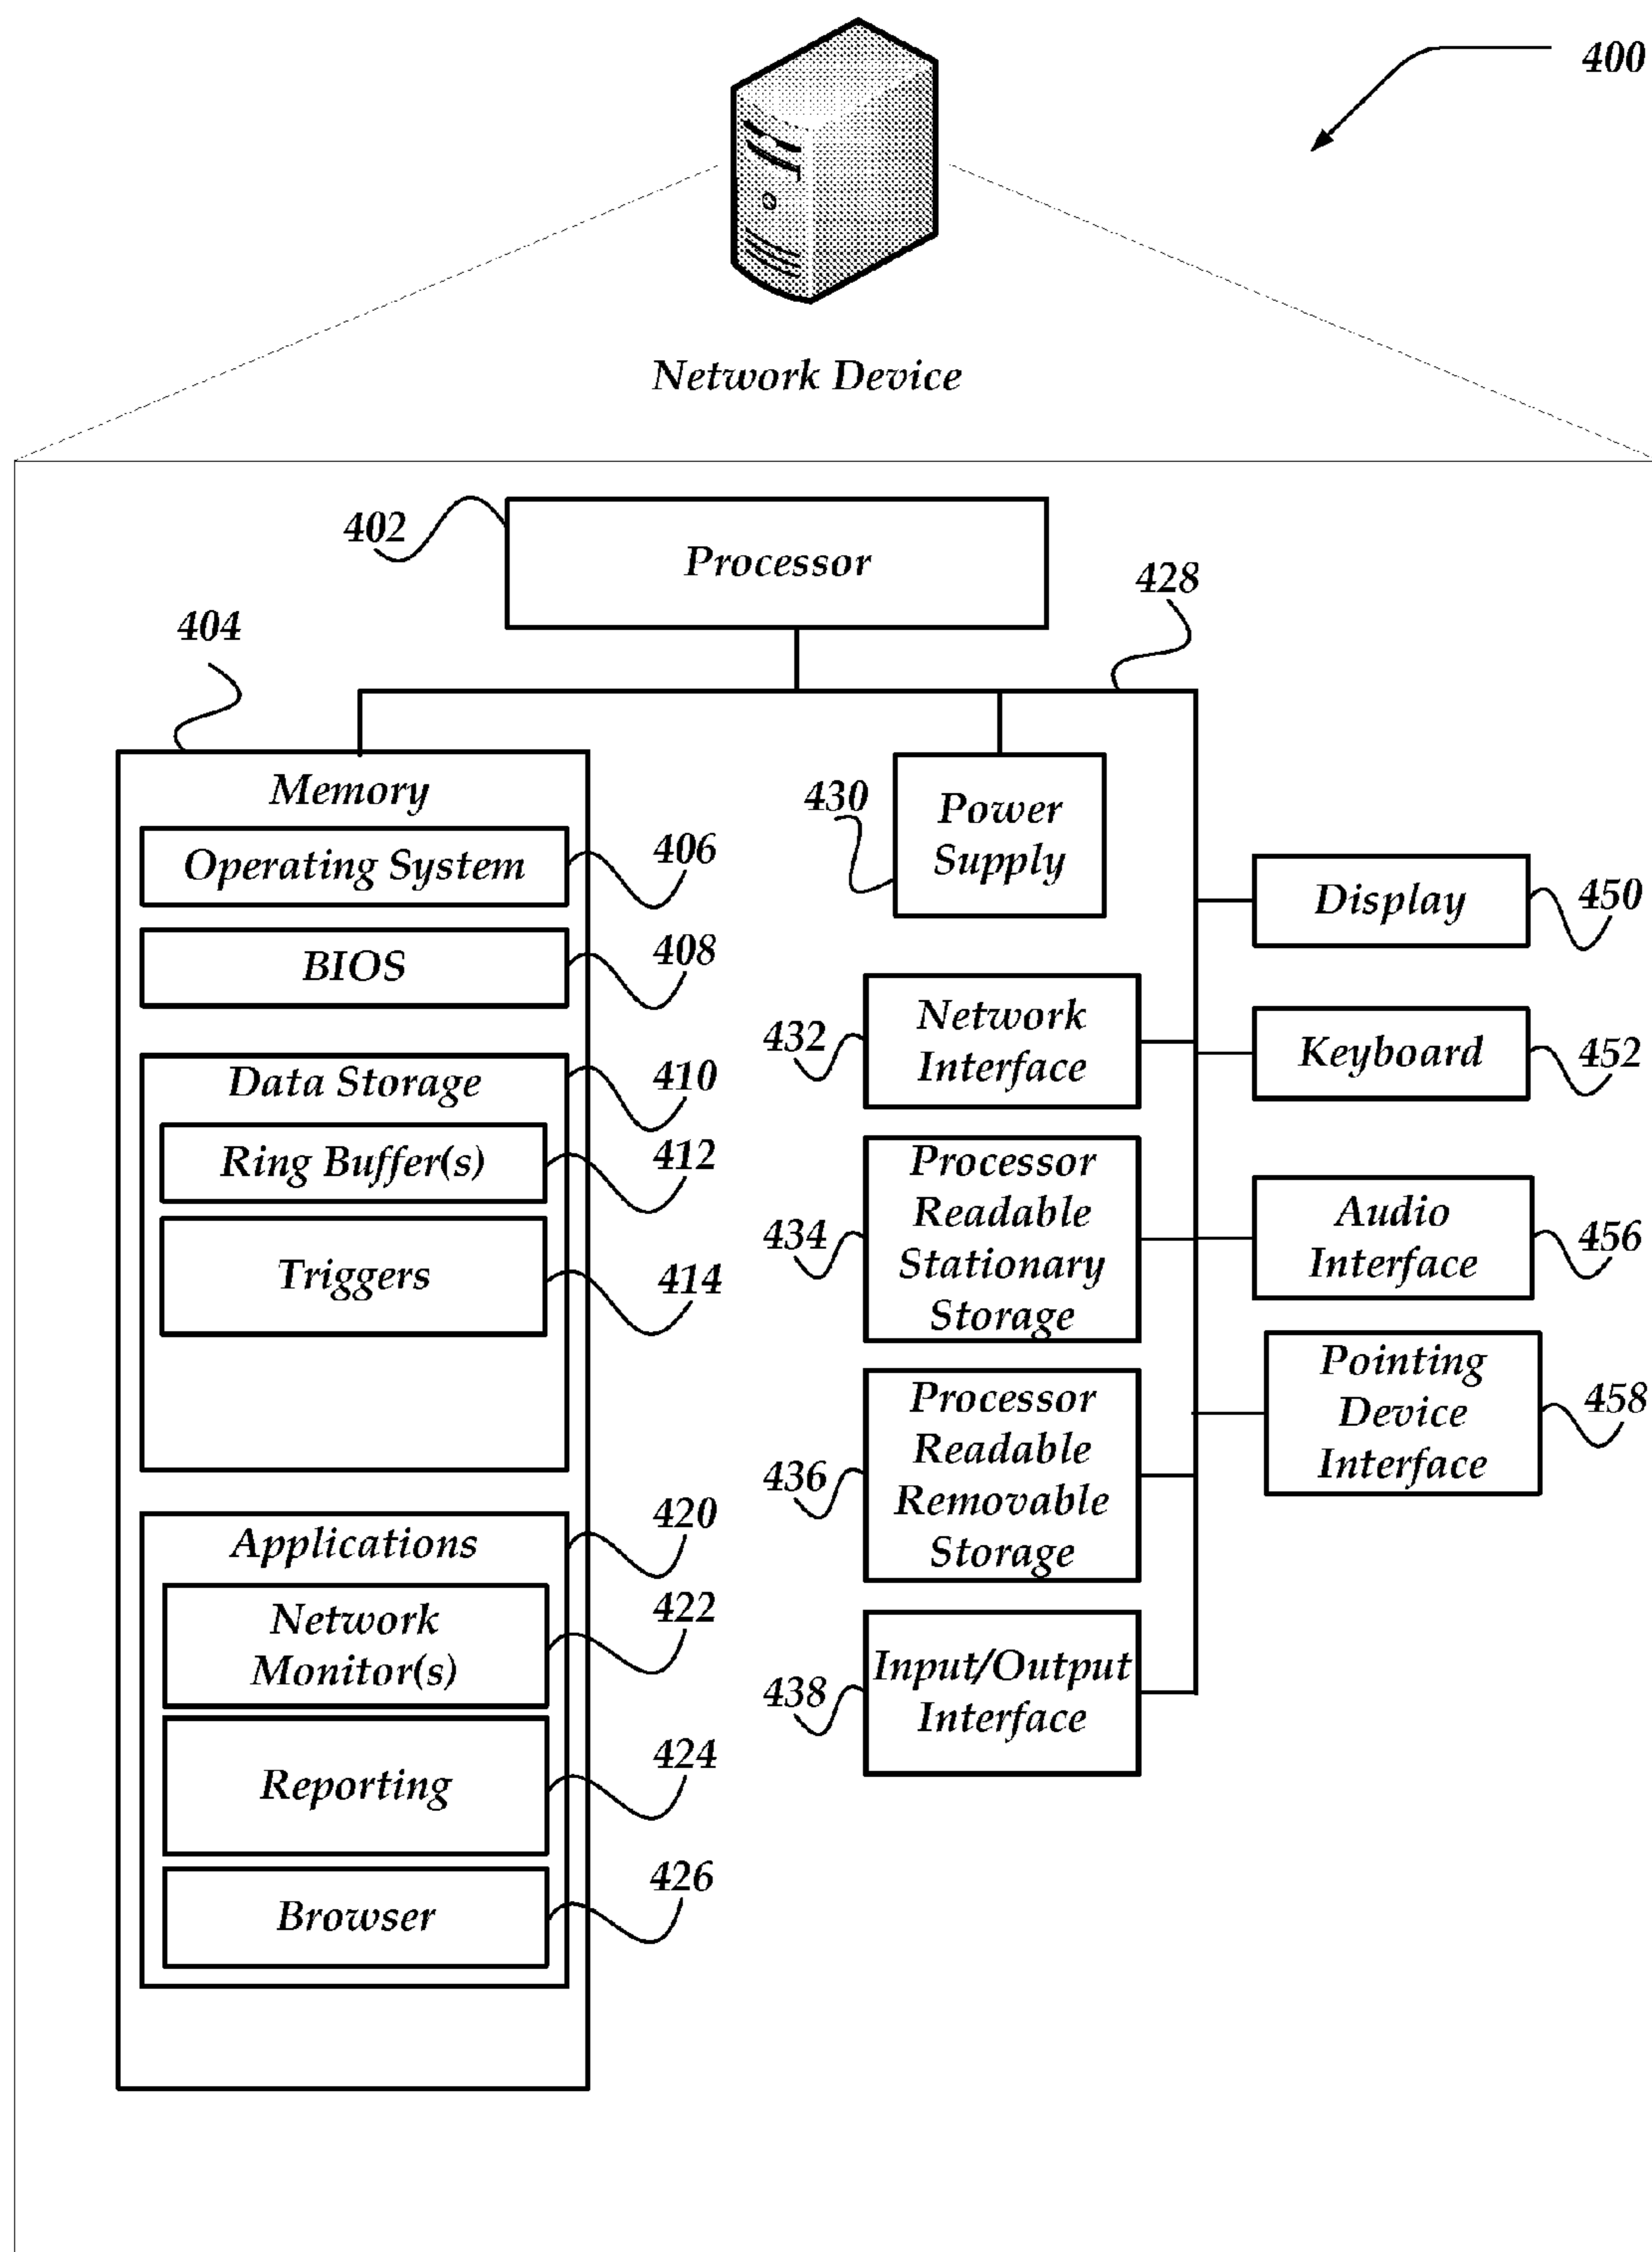 400
Network Device
402
Processor
428
404
Memory
Operating System
406
BIOS
408
Data Storage
410
Ring Buffer(s)
412
Triggers
414
Applications
420
Network
Monitor(s)
422
Reporting
424
Browser
426
430
Power
Supply
432
Network
Interface
434
Processor
Readable
Stationary
Storage
436
Processor
Readable
Removable
Storage
438
Input/Output
Interface
Display
450
Keyboard
452
Audio
Interface
456
Pointing
Device
Interface
458